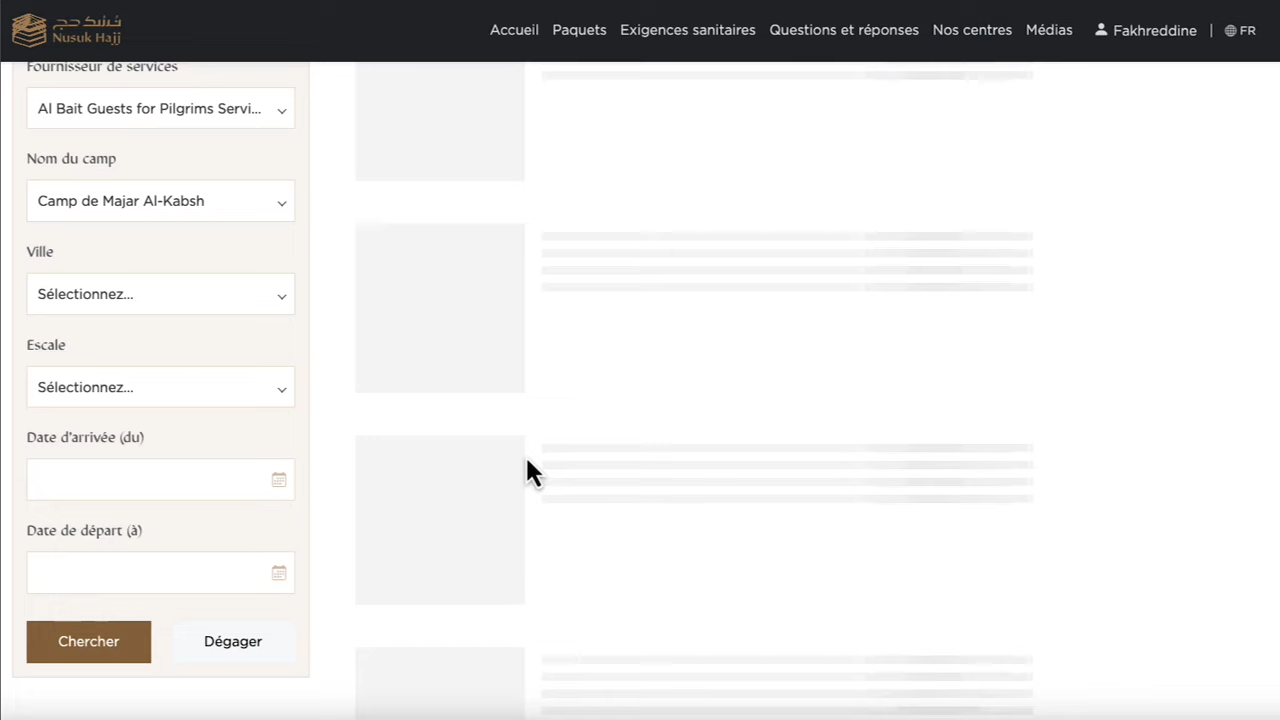 نسك حج
Nusuk Hajj
Accueil Paquets Exigences sanitaires Questions et réponses Nos centres Médias Fakhreddine | FR
Fournisseur de services
Al Bait Guests for Pilgrims Servi...
Nom du camp
Camp de Majar Al-Kabsh
Ville
Sélectionnez...
Escale
Sélectionnez...
Date d'arrivée (du)
Date de départ (à)
Chercher Dégager